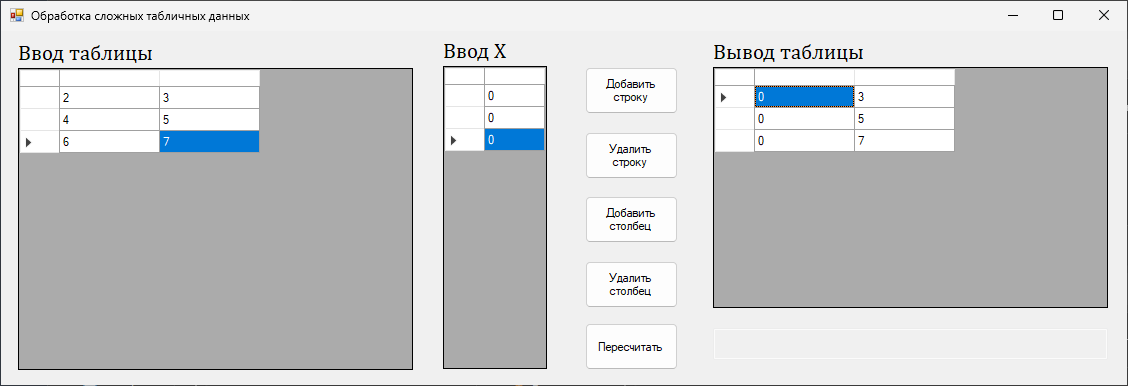 Обработка сложных табличных данных
Ввод таблицы
2 3
4 5
6 7
Ввод X
0
0
0
Добавить
строку
Удалить
строку
Добавить
столбец
Удалить
столбец
Пересчитать
Вывод таблицы
0 3
0 5
0 7